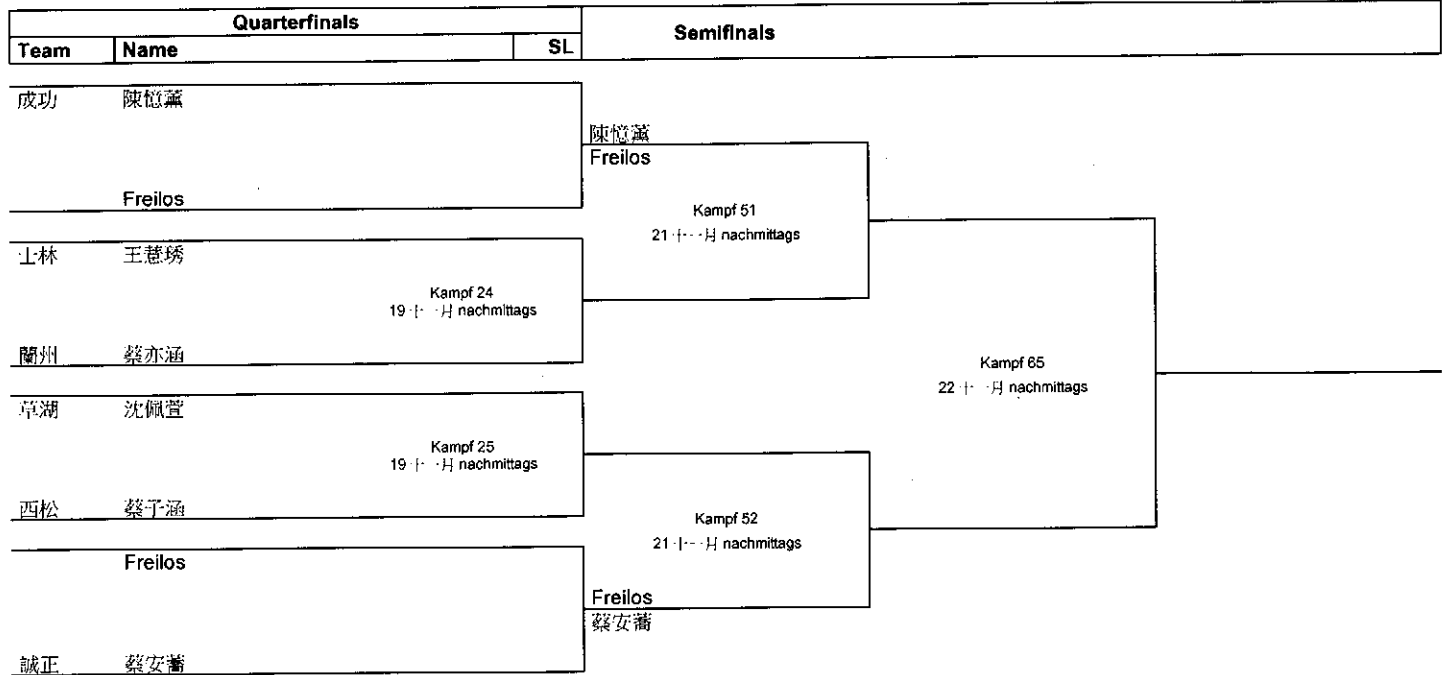 Quarterfinals
Semifinals
Team Name SL
成功 陳憶薰
陳憶薰
Freilos
Freilos
Kampf 51
21 十一月 nachmittags
士林 王薏琇
Kampf 24
19 十一月 nachmittags
蘭州 蔡亦涵
Kampf 65
22 十一月 nachmittags
草湖 沈佩萱
Kampf 25
19 十一月 nachmittags
西松 蔡子涵
Kampf 52
21 十一月 nachmittags
Freilos
Freilos
蔡安蕎
誠正 蔡安蕎